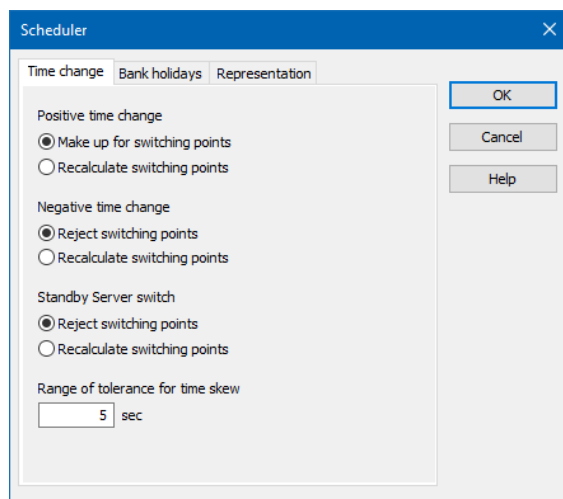 Scheduler
Time change Bank holidays Representation
OK
Cancel
Help
Positive time change
Make up for switching points
Recalculate switching points
Negative time change
Reject switching points
Recalculate switching points
Standby Server switch
Reject switching points
Recalculate switching points
Range of tolerance for time skew
5 sec